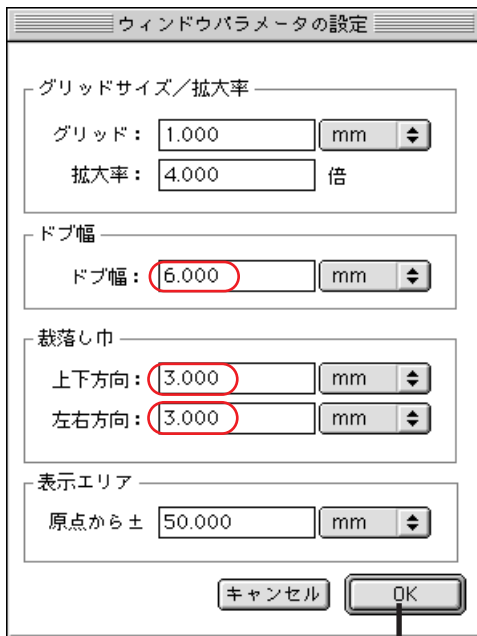 ウィンドウパラメータの設定
グリッドサイズ／拡大率
グリッド： 1.000 mm
拡大率： 4.000 倍
ドブ幅
ドブ幅： 6.000 mm
裁落し巾
上下方向： 3.000 mm
左右方向： 3.000 mm
表示エリア
原点から± 50.000 mm
キャンセル OK